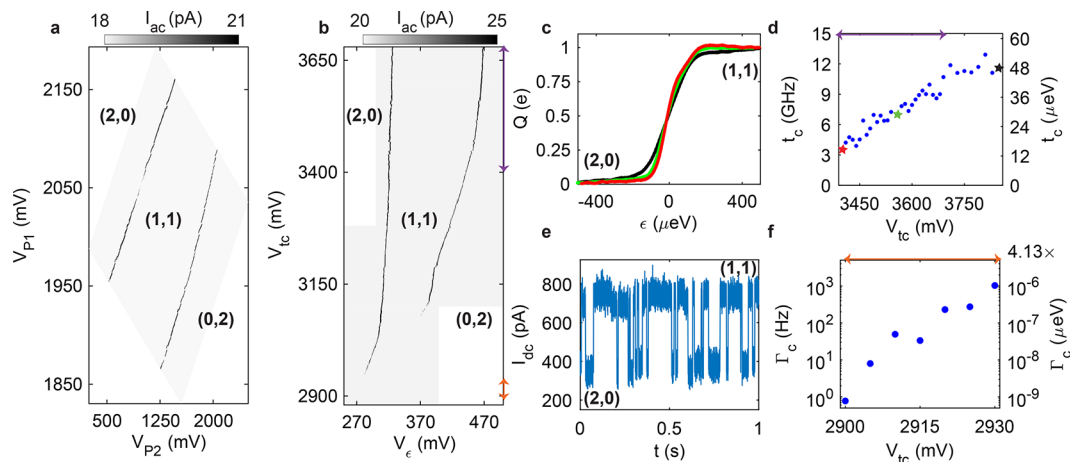 a
I_ac (pA)
18 21
(2,0)
(1,1)
(0,2)
2150
2050
1950
1850
V_P1 (mV)
500 1250 2000
V_P2 (mV)
b
I_ac (pA)
20 25
(2,0)
(1,1)
(0,2)
3650
3400
3150
2900
V_tc (mV)
270 370 470
V_ϵ (mV)
c
(1,1)
(2,0)
1
0.75
0.5
0.25
0
Q (e)
-400 0 400
ϵ (μeV)
d
15
12
9
6
3
0
t_c (GHz)
60
48
36
24
12
0
t_c (μeV)
3450 3600 3750
V_tc (mV)
e
(1,1)
(2,0)
800
600
400
200
I_dc (pA)
0 0.5 1
t (s)
f
4.13×
10^3
10^2
10^1
10^0
Γ_c (Hz)
10^-6
10^-7
10^-8
10^-9
Γ_c (μeV)
2900 2915 2930
V_tc (mV)